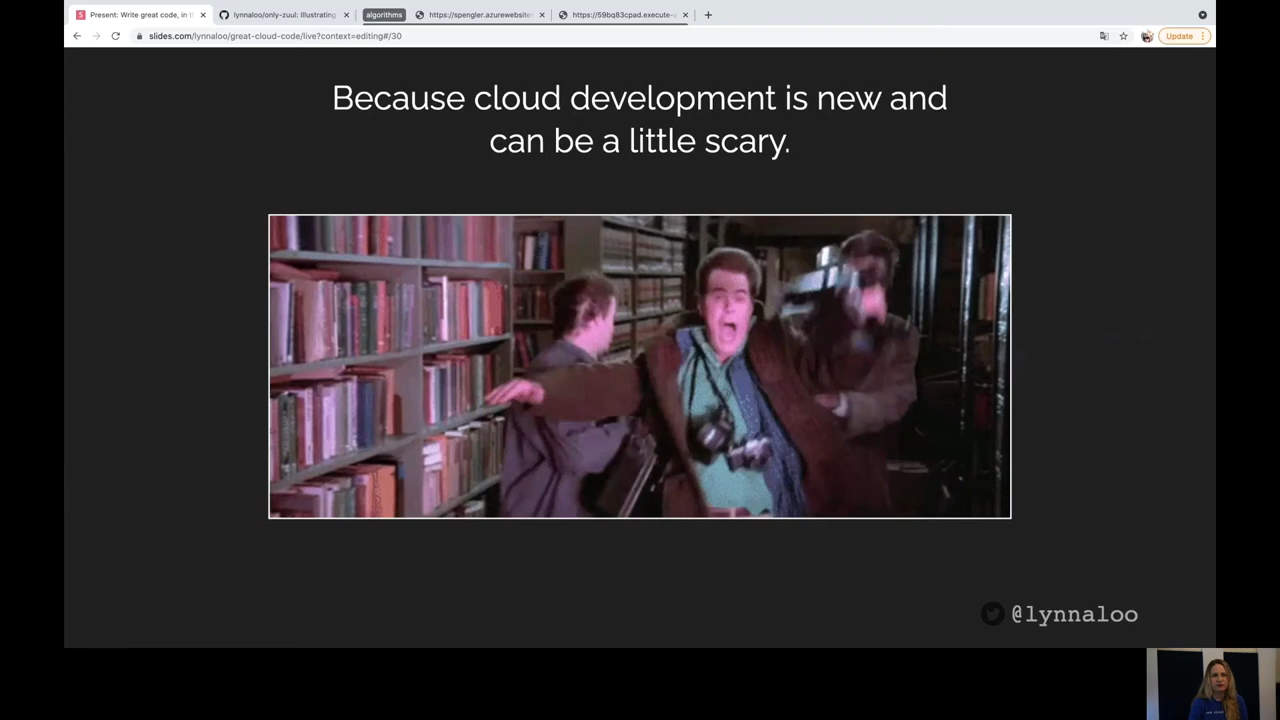 Present: Write great code, in th
lynnaloo/only-zuul: Illustrating
algorithms
https://spengler.azurewebsite
https://59bq83cpad.execute-a
slides.com/lynnaloo/great-cloud-code/live?context=editing#/30
Update
Because cloud development is new and
can be a little scary.
@lynnaloo